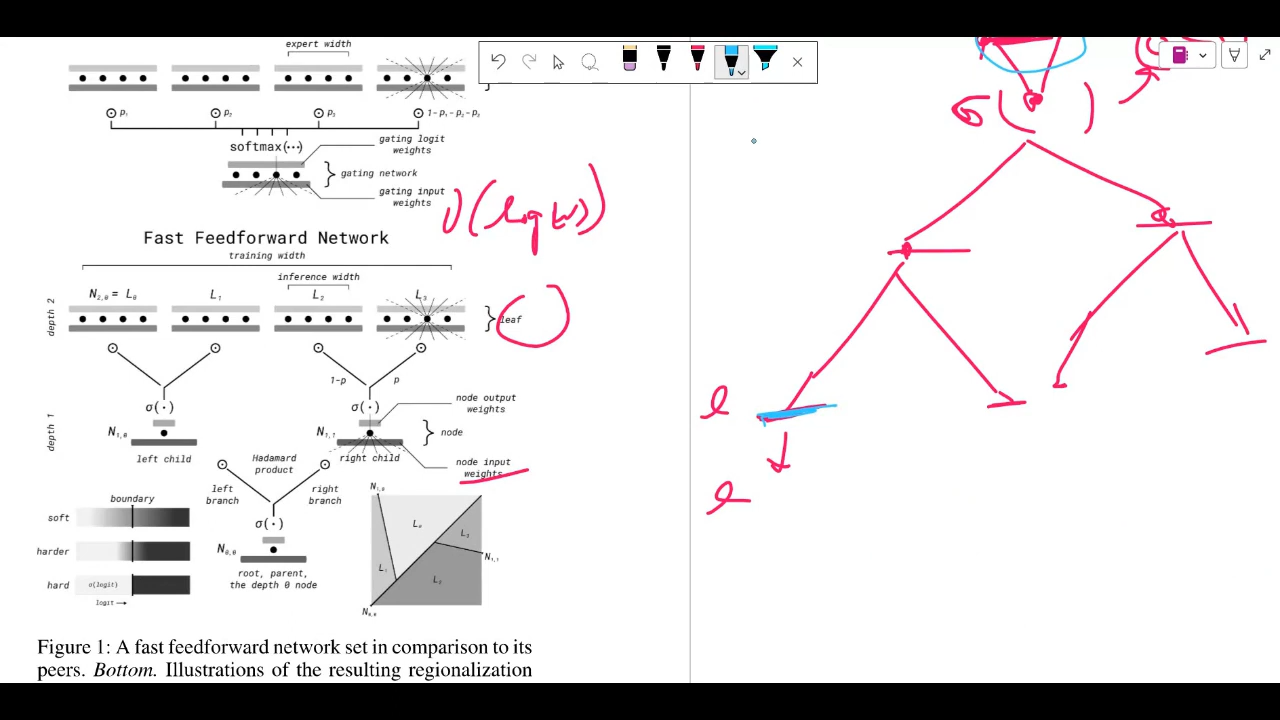 expert width
p₁ p₂ p₃ 1-p₁-p₂-p₃
softmax(···)
gating logit
weights
gating network
gating input
weights
O(log w)
Fast Feedforward Network
training width
inference width
N₂,₀ = L₀ L₁ L₂ L₃
depth 2
leaf
1-p p
σ(·) σ(·)
node output
weights
depth 1
N₁,₀ N₁,₁
node
left child right child
node input
weights
Hadamard
product
left
branch
right
branch
σ(·)
N₀,₀
root, parent,
the depth 0 node
boundary
soft
harder
hard
σ(logit)
logit →
N₁,₀
L₀
L₃
N₁,₁
L₁
L₂
N₀,₀
Figure 1: A fast feedforward network set in comparison to its
peers. Bottom. Illustrations of the resulting regionalization
σ( )
l
l